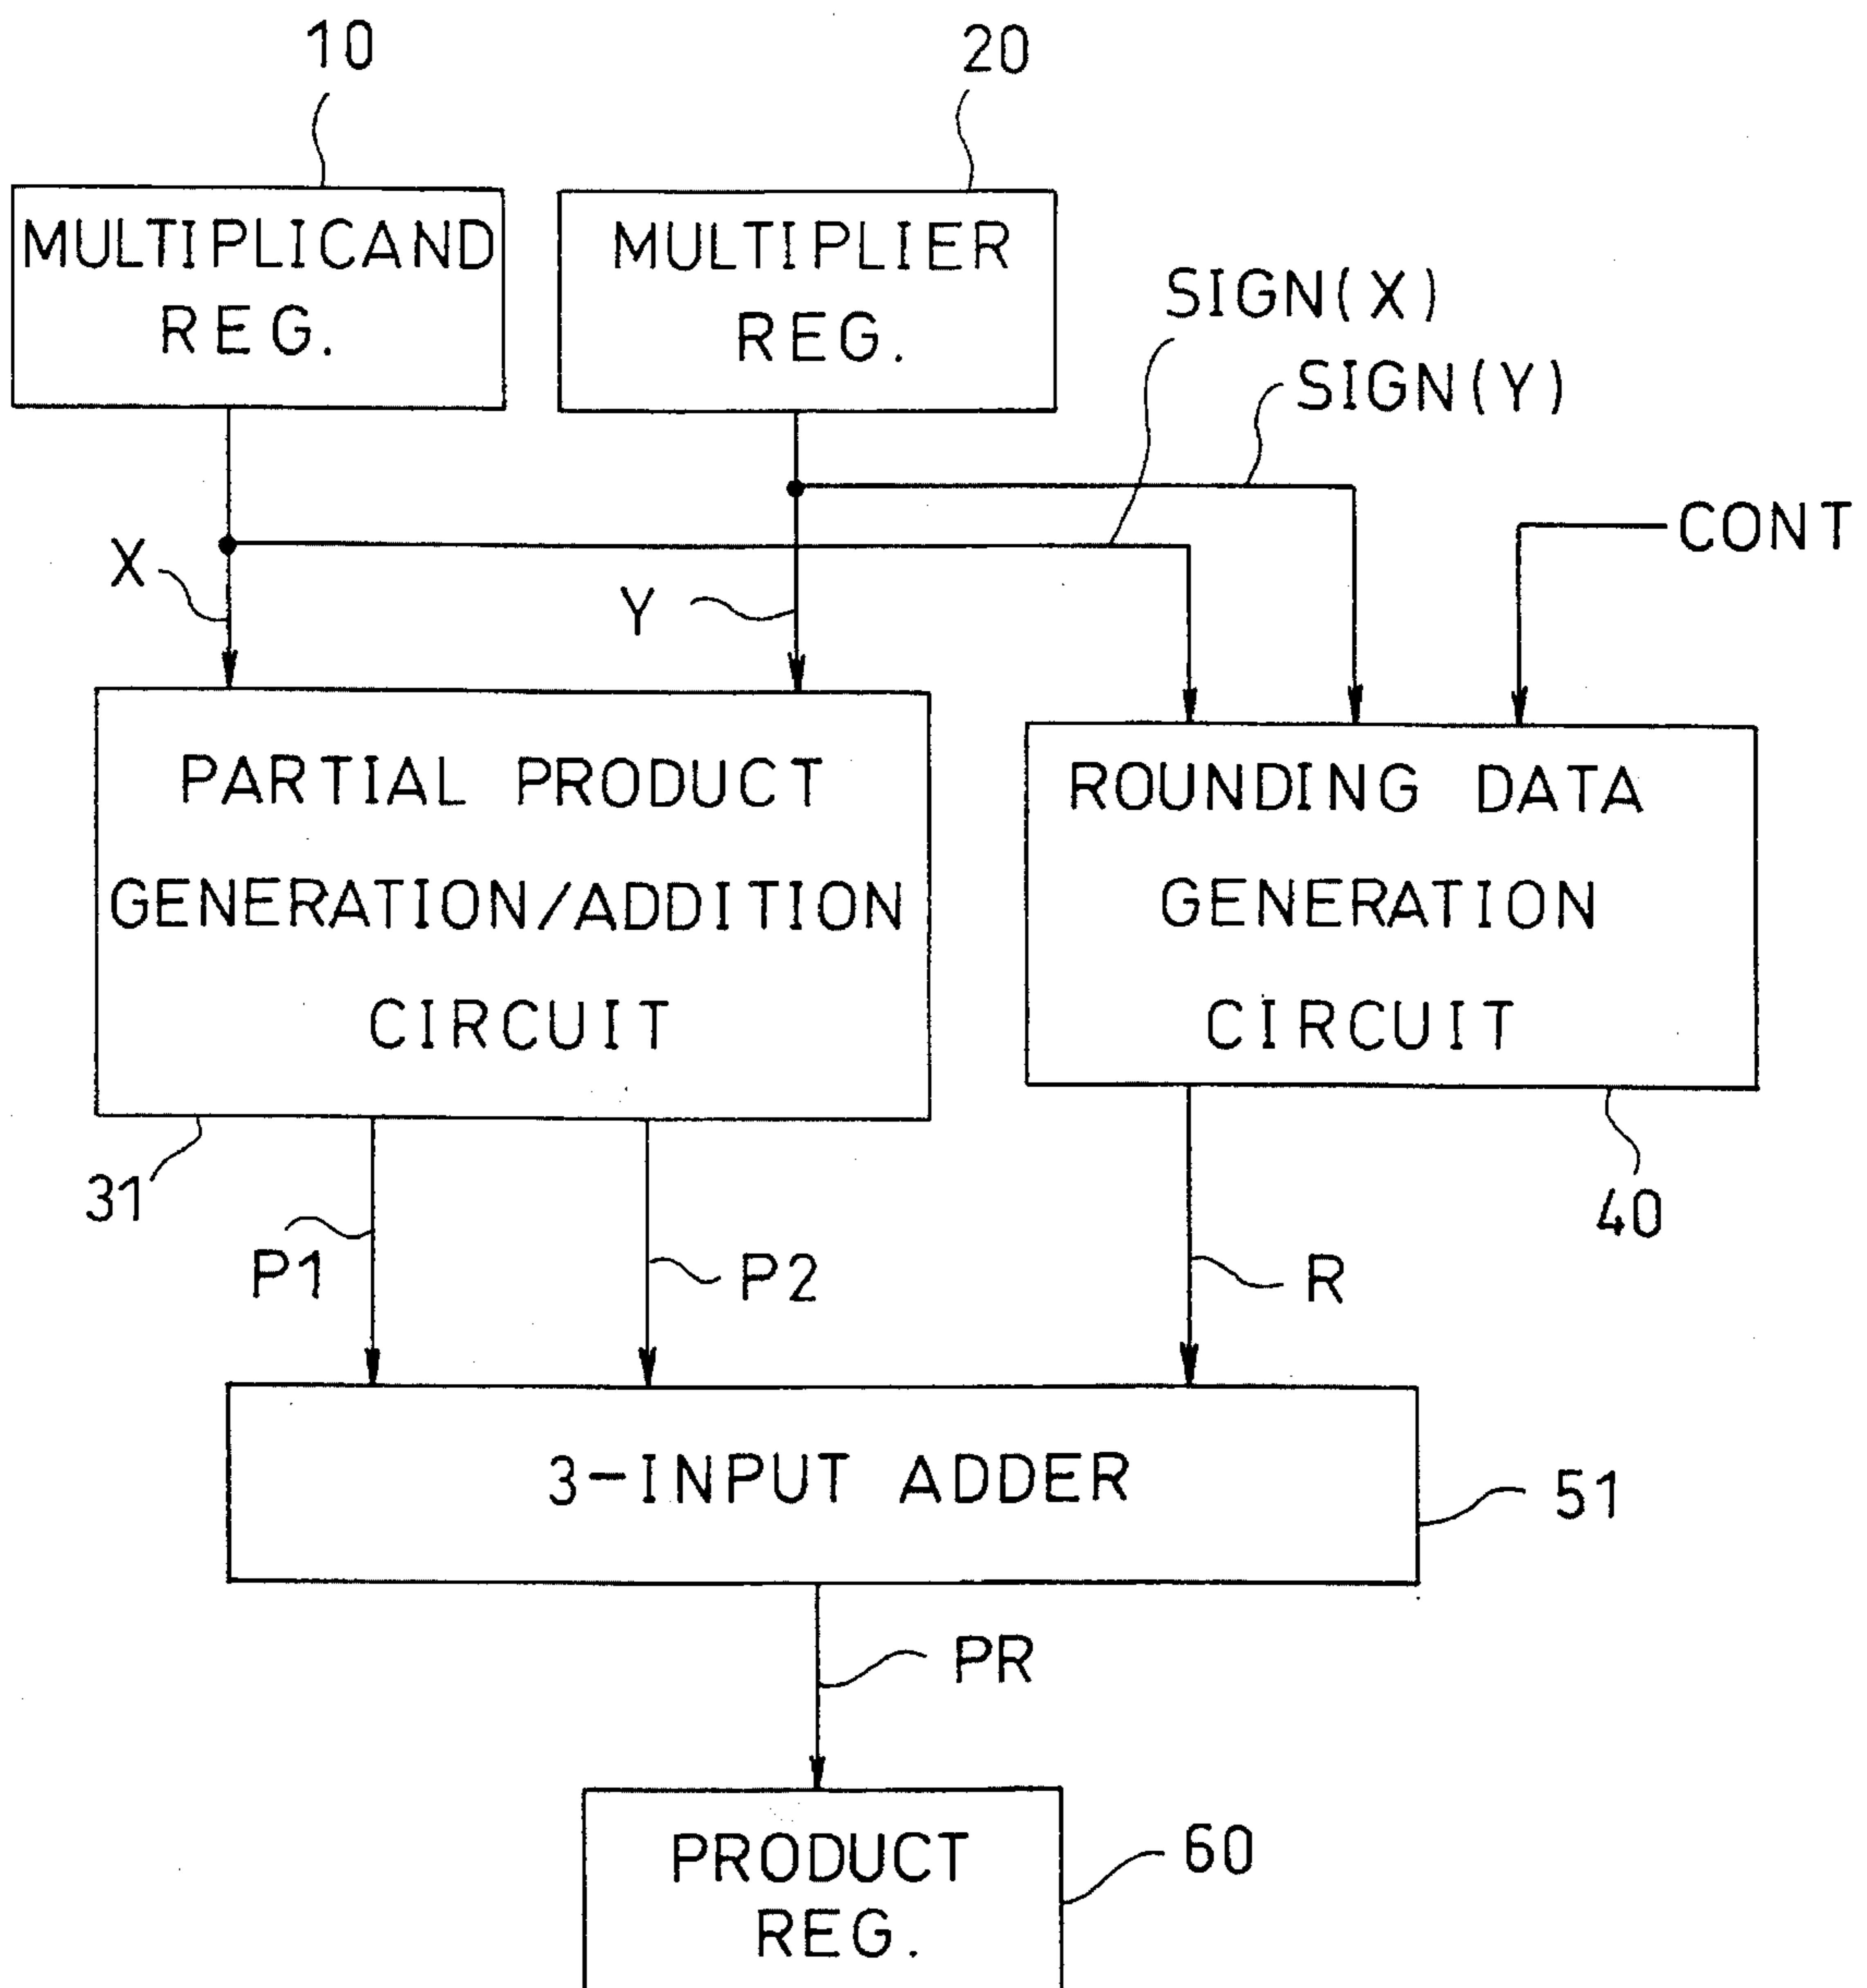 10
20
MULTIPLICAND
REG.
MULTIPLIER
REG.
SIGN(X)
SIGN(Y)
CONT
X
Y
PARTIAL PRODUCT
GENERATION/ADDITION
CIRCUIT
ROUNDING DATA
GENERATION
CIRCUIT
31
40
P1
P2
R
3-INPUT ADDER
51
PR
PRODUCT
REG.
60